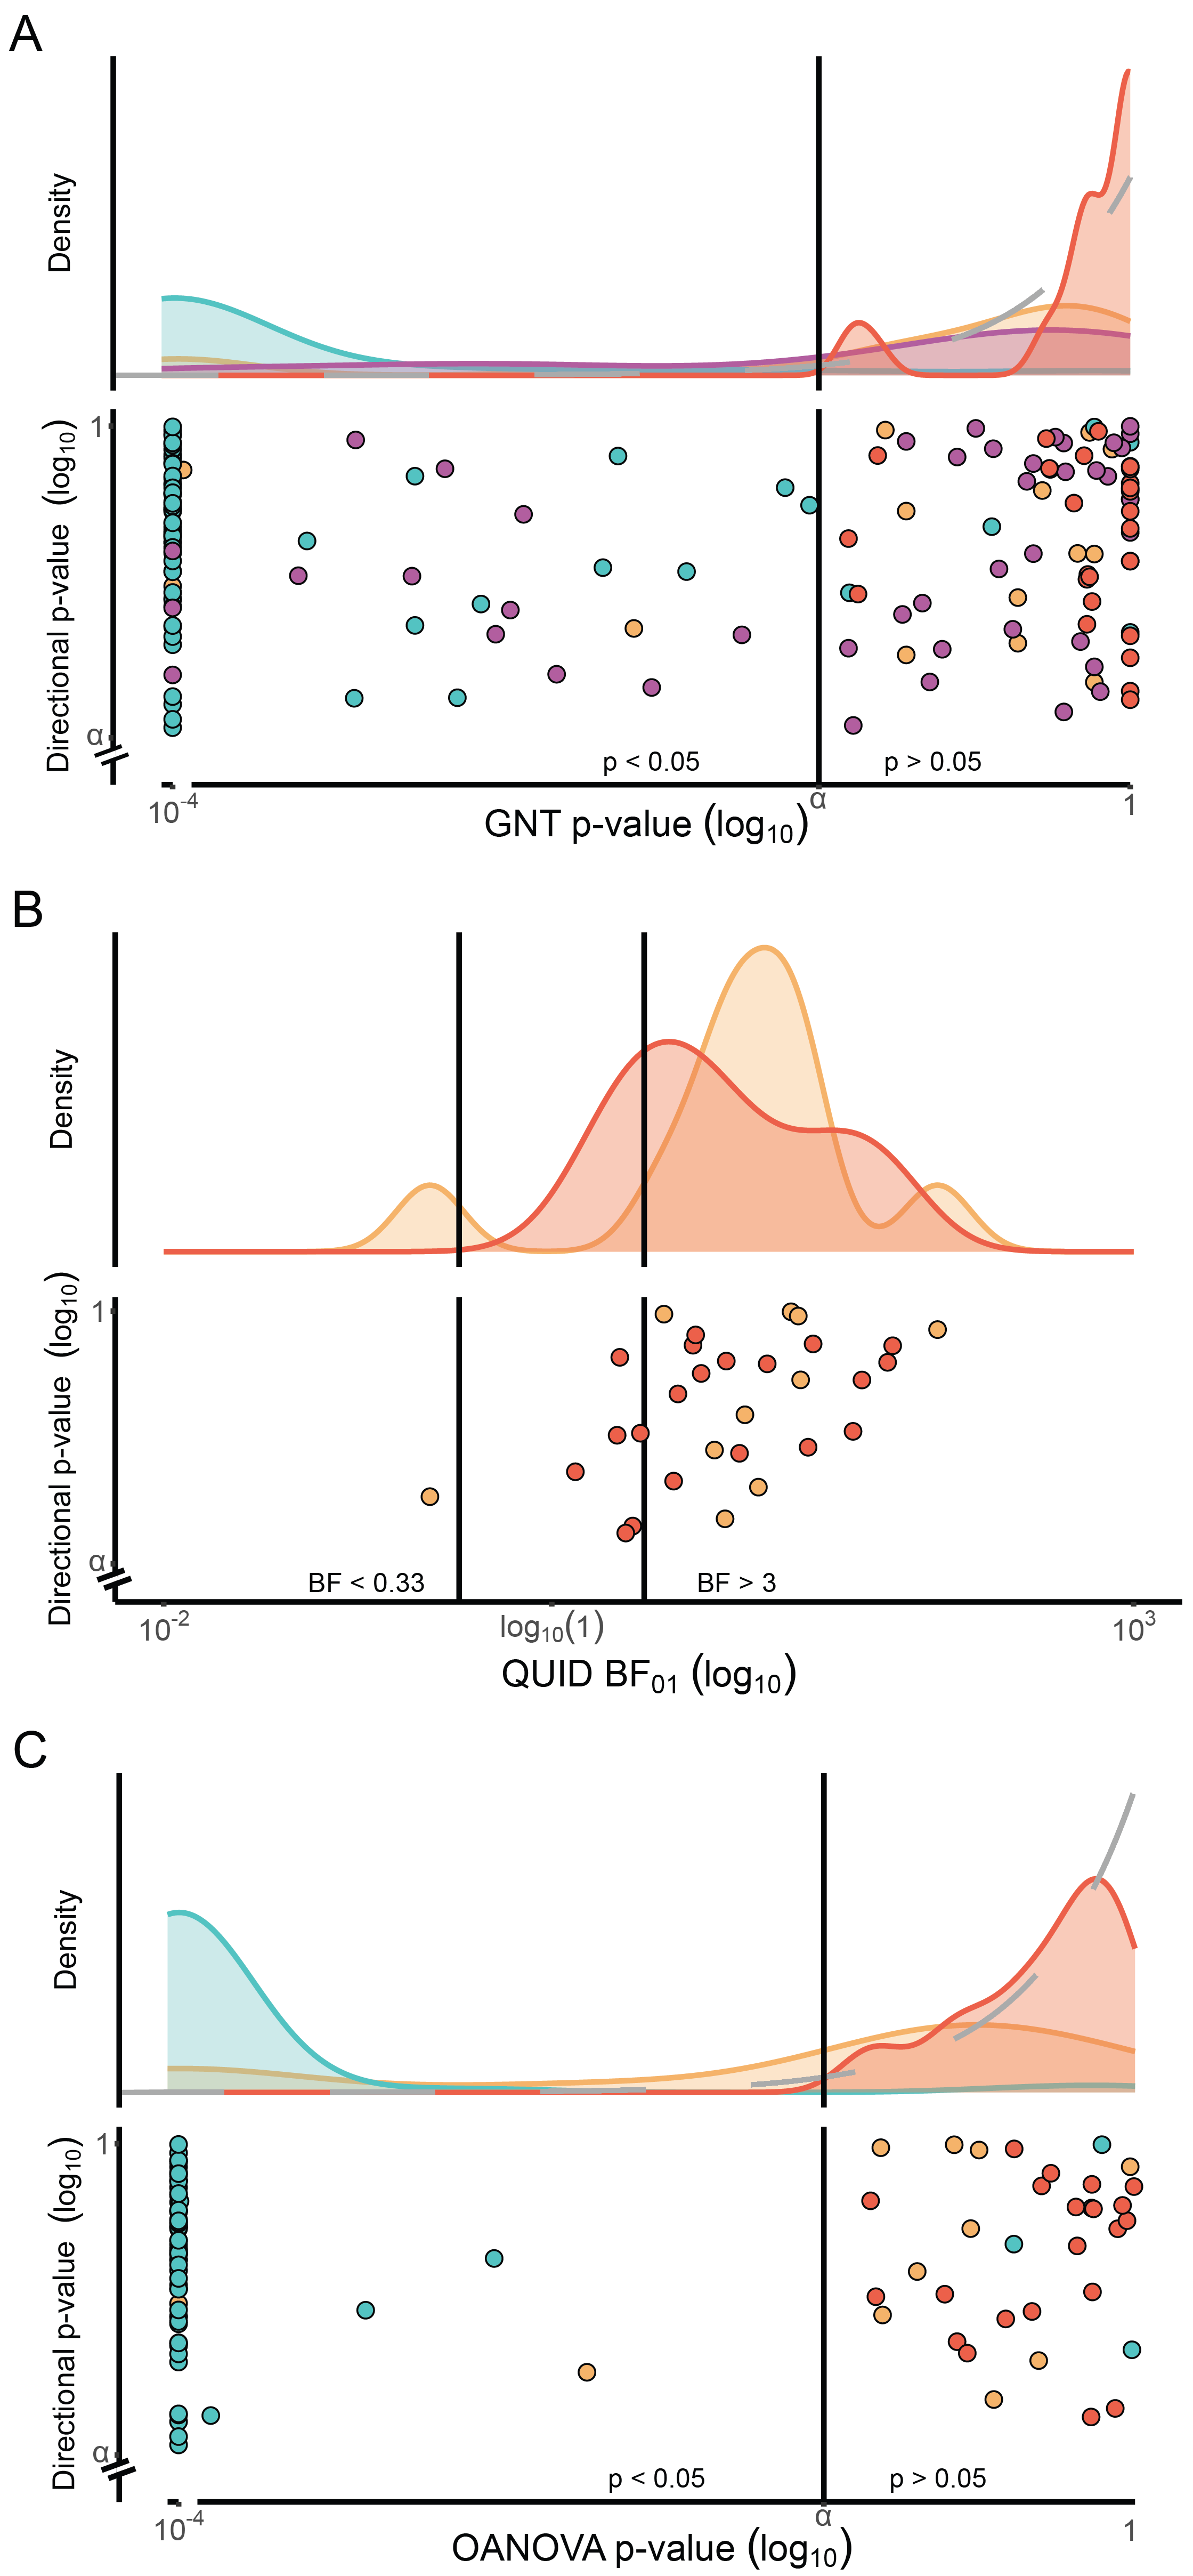 A
Density
Directional p-value (log10)
1
α
p < 0.05
p > 0.05
10-4
α
1
GNT p-value (log10)
B
Density
Directional p-value (log10)
1
α
BF < 0.33
BF > 3
10-2
log10(1)
103
QUID BF01 (log10)
C
Density
Directional p-value (log10)
1
α
p < 0.05
p > 0.05
10-4
α
1
OANOVA p-value (log10)